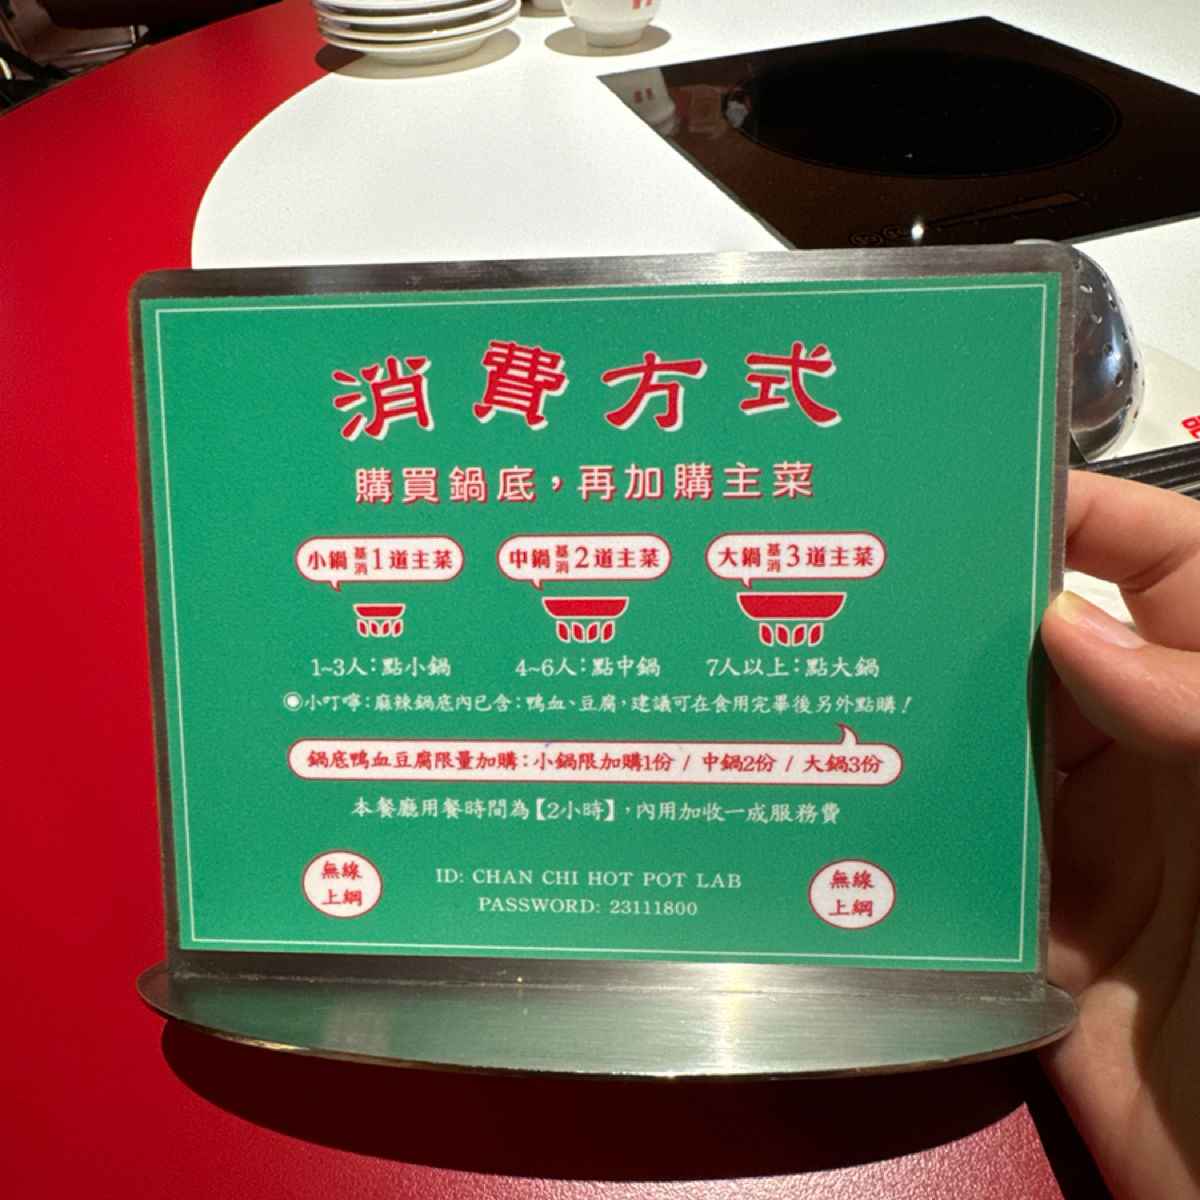 消費方式
購買鍋底，再加購主菜
小鍋基消1道主菜 中鍋基消2道主菜 大鍋基消3道主菜
1~3人：點小鍋 4~6人：點中鍋 7人以上：點大鍋
◉小叮嚀：麻辣鍋底內已含：鴨血、豆腐，建議可在食用完畢後另外點購！
鍋底鴨血豆腐限量加購：小鍋限加購1份 / 中鍋2份 / 大鍋3份
本餐廳用餐時間為【2小時】，內用加收一成服務費
無線上網
ID: CHAN CHI HOT POT LAB
PASSWORD: 23111800
無線上網